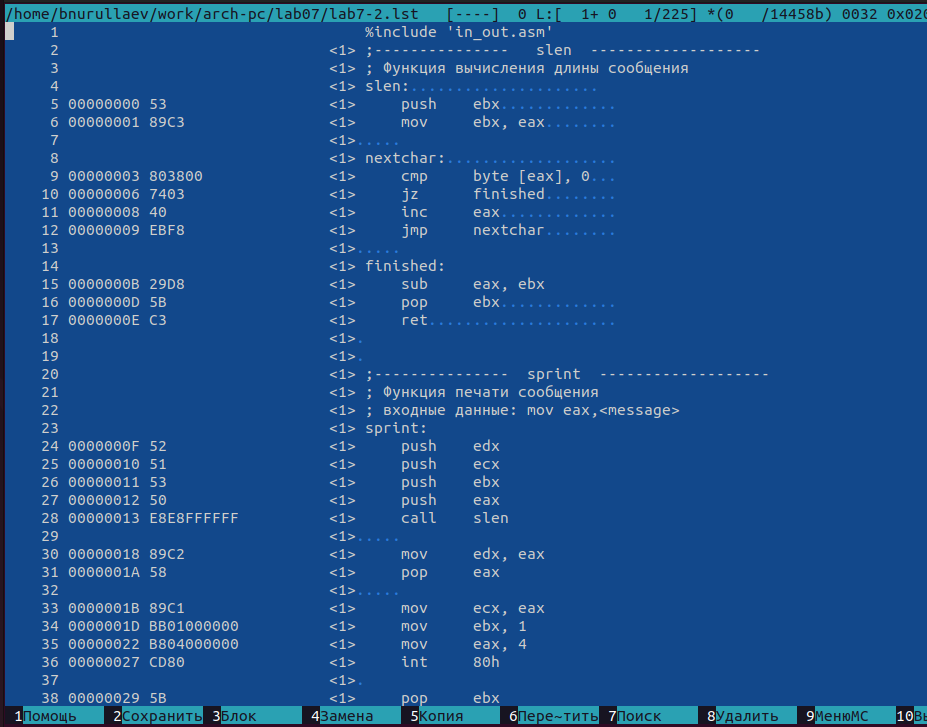 /home/bnurullaev/work/arch-pc/lab07/lab7-2.lst   [----]  0 L:[  1+ 0   1/225] *(0   /14458b) 0032 0x020
1 %include 'in_out.asm'
2 <1> ;---------------   slen  -------------------
3 <1> ; Функция вычисления длины сообщения
4 <1> slen:.....................
5 00000000 53 <1>     push    ebx.............
6 00000001 89C3 <1>     mov     ebx, eax........
7 <1>.....
8 <1> nextchar:...................
9 00000003 803800 <1>     cmp     byte [eax], 0...
10 00000006 7403 <1>     jz      finished........
11 00000008 40 <1>     inc     eax.............
12 00000009 EBF8 <1>     jmp     nextchar........
13 <1>.....
14 <1> finished:
15 0000000B 29D8 <1>     sub     eax, ebx
16 0000000D 5B <1>     pop     ebx.............
17 0000000E C3 <1>     ret.....................
18 <1>.
19 <1>.
20 <1> ;---------------  sprint  -------------------
21 <1> ; Функция печати сообщения
22 <1> ; входные данные: mov eax,<message>
23 <1> sprint:
24 0000000F 52 <1>     push    edx
25 00000010 51 <1>     push    ecx
26 00000011 53 <1>     push    ebx
27 00000012 50 <1>     push    eax
28 00000013 E8E8FFFFFF <1>     call    slen
29 <1>.....
30 00000018 89C2 <1>     mov     edx, eax
31 0000001A 58 <1>     pop     eax
32 <1>.....
33 0000001B 89C1 <1>     mov     ecx, eax
34 0000001D BB01000000 <1>     mov     ebx, 1
35 00000022 B804000000 <1>     mov     eax, 4
36 00000027 CD80 <1>     int     80h
37 <1>.
38 00000029 5B <1>     pop     ebx
1Помощь 2Сохранить 3Блок 4Замена 5Копия 6Пере~тить 7Поиск 8Удалить 9МенюMC 10